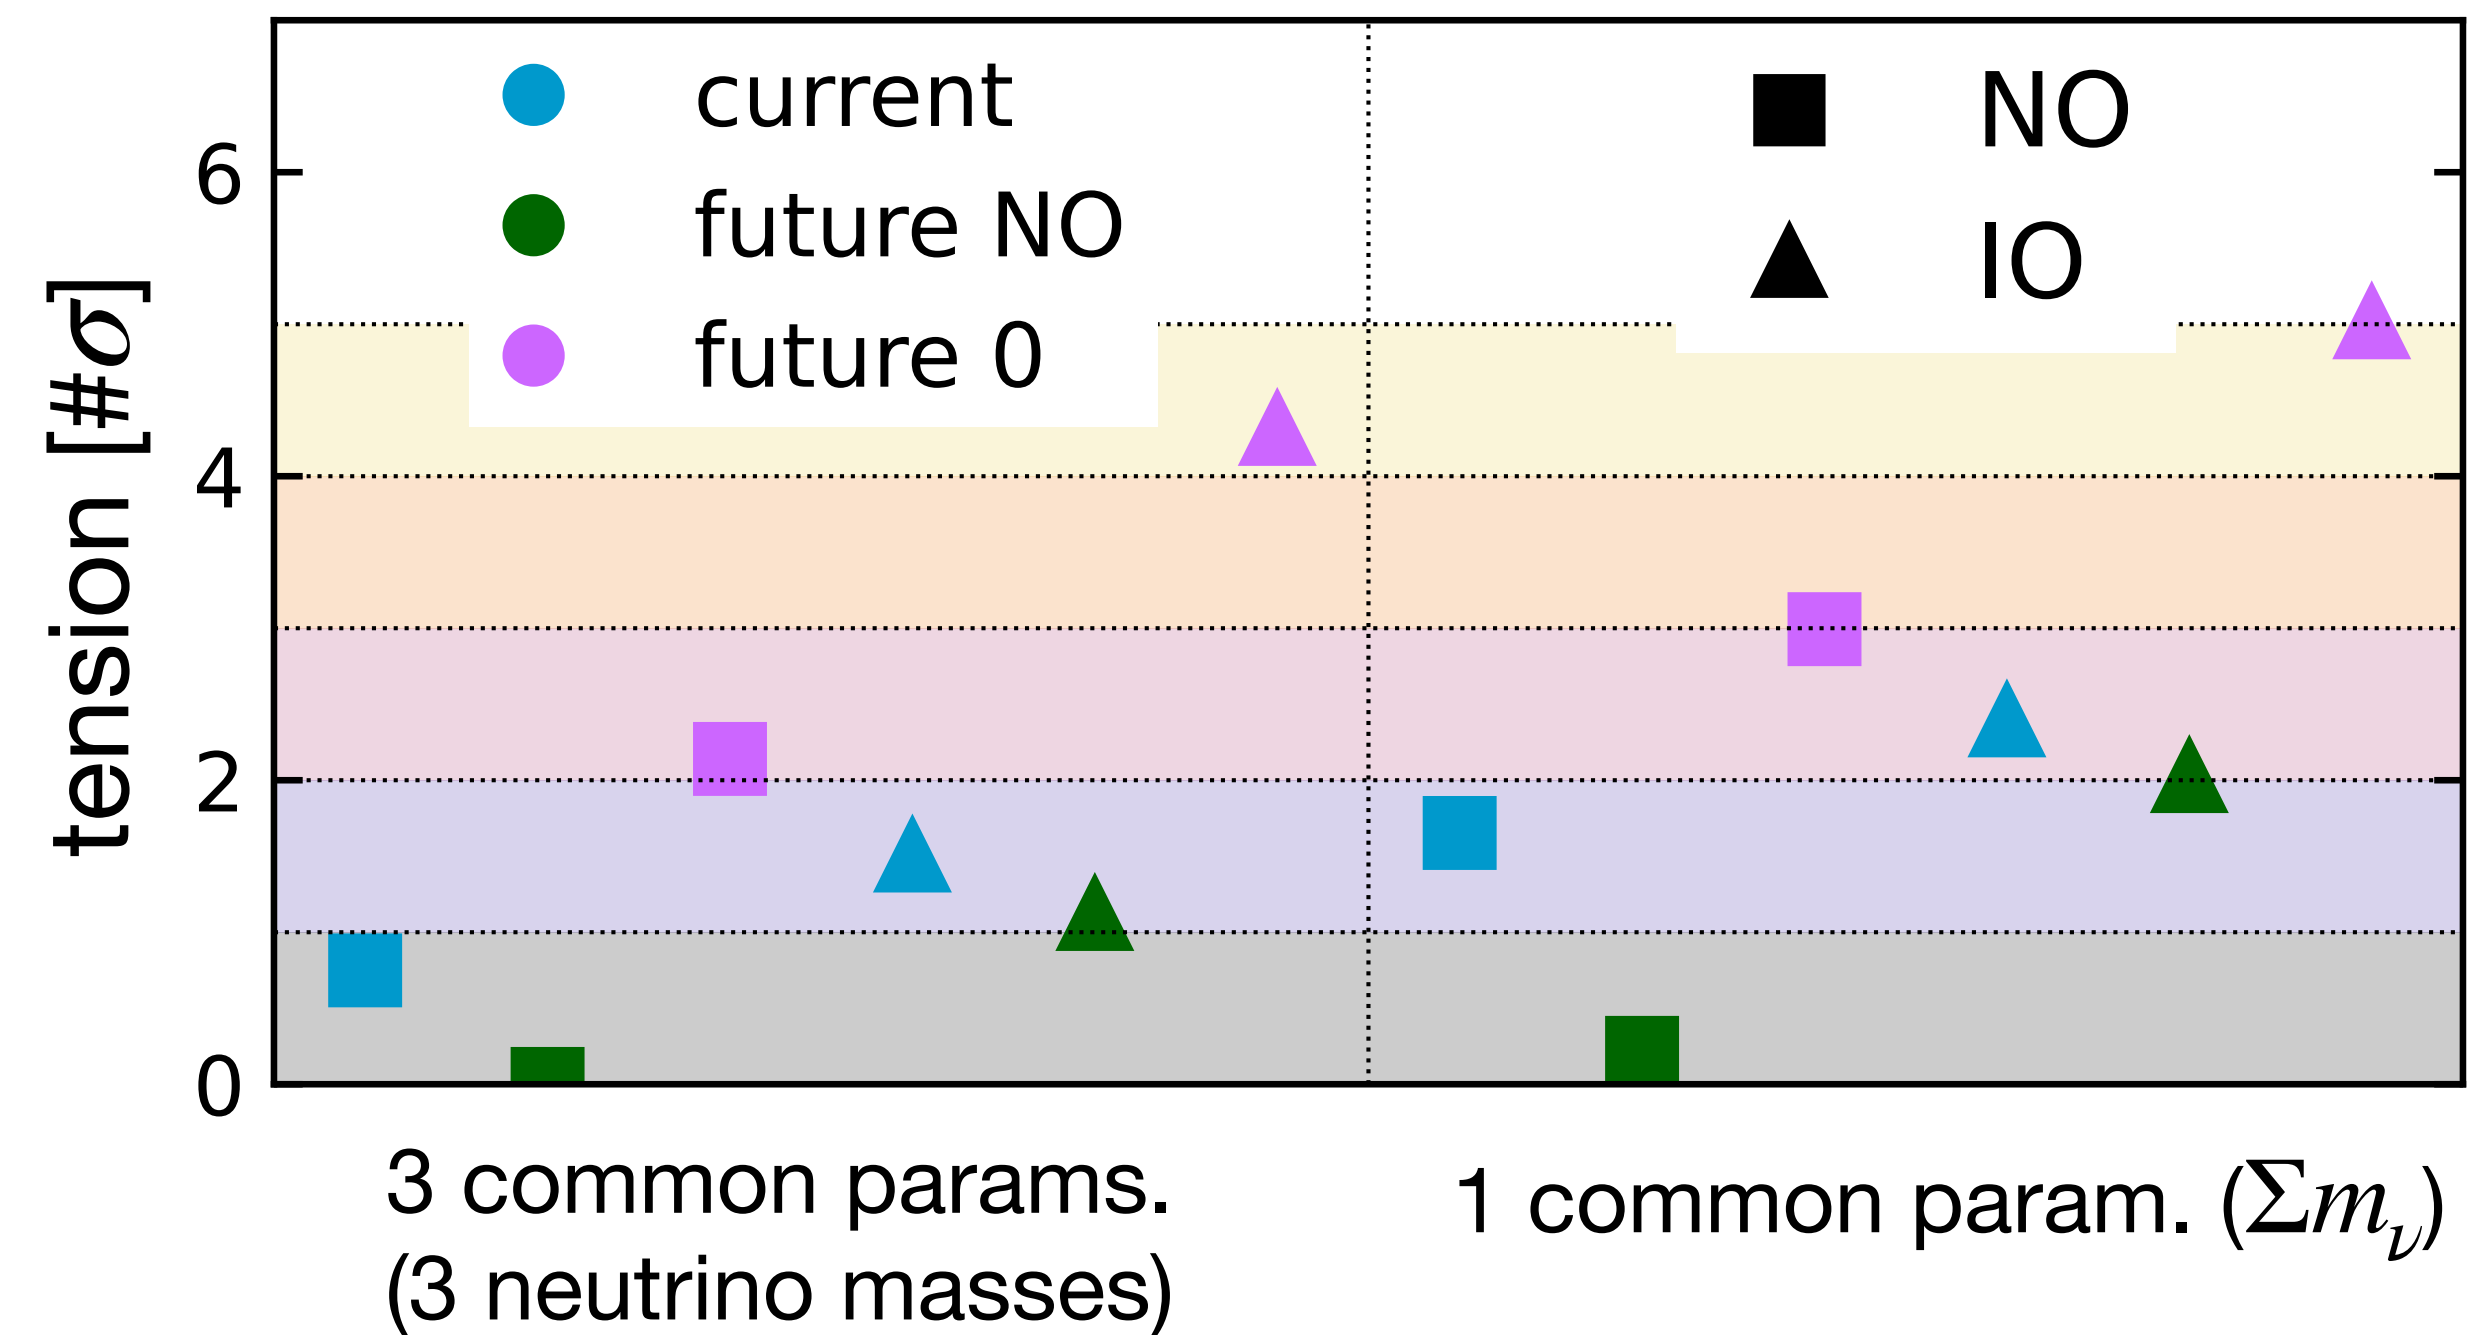 tension [#σ]
6
4
2
0
current
future NO
future 0
NO
IO
3 common params.
(3 neutrino masses)
1 common param. (Σmν)